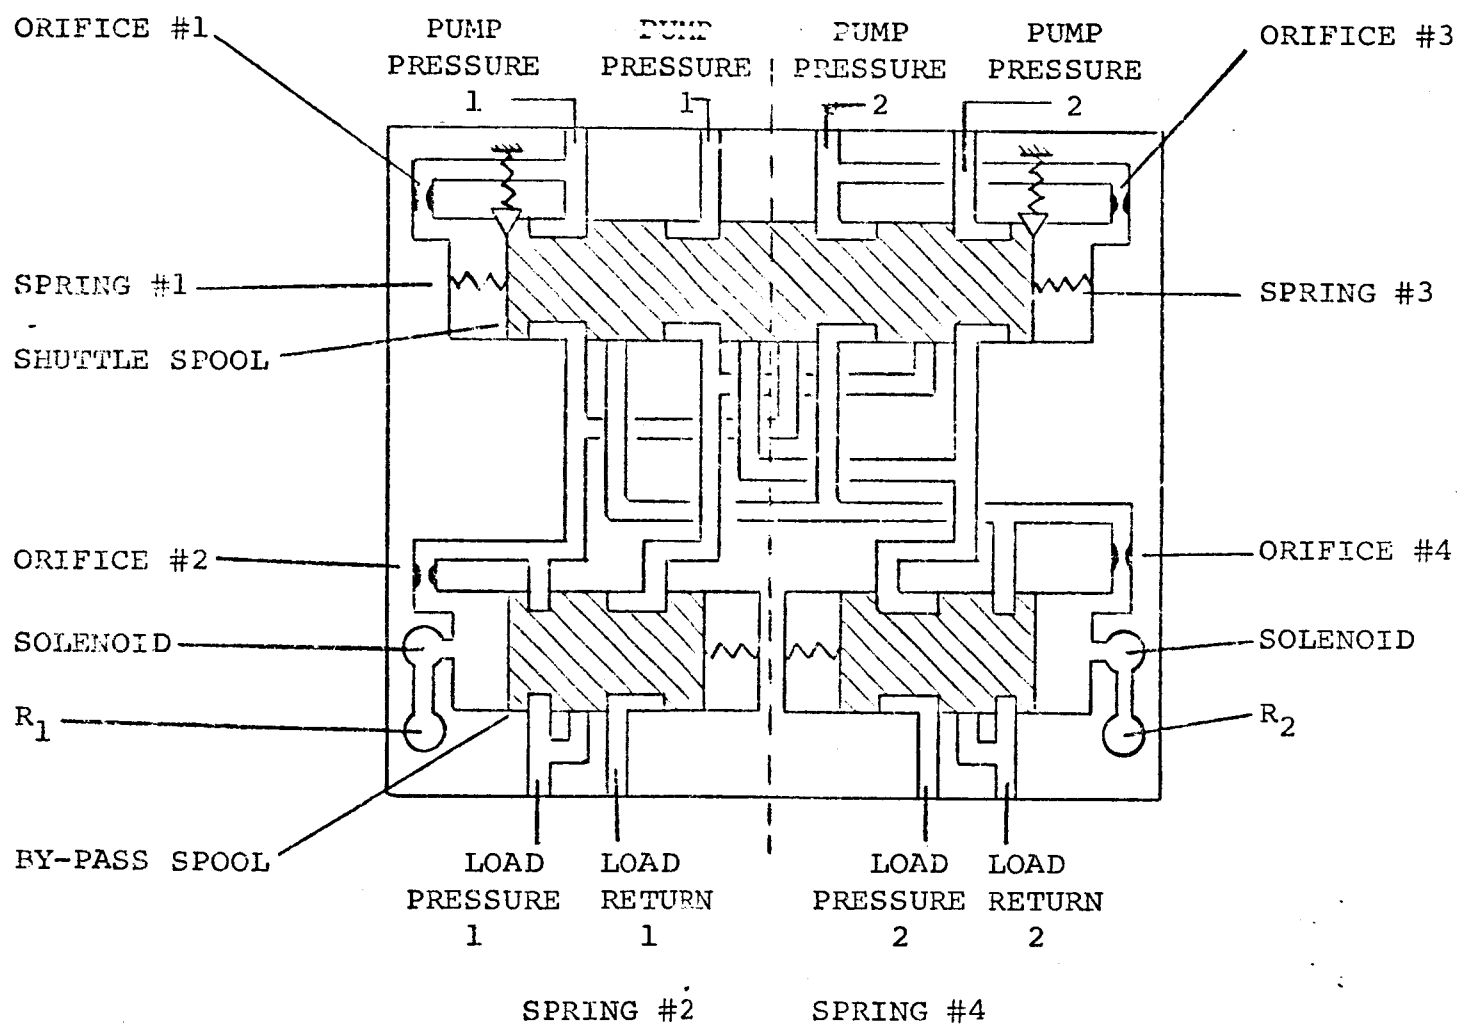 ORIFICE #1
PUMP
PRESSURE
1
PUMP
PRESSURE
1
PUMP
PRESSURE
2
PUMP
PRESSURE
2
ORIFICE #3
SPRING #1
SPRING #3
SHUTTLE SPOOL
ORIFICE #2
ORIFICE #4
SOLENOID
SOLENOID
R1
R2
BY-PASS SPOOL
LOAD
PRESSURE
1
LOAD
RETURN
1
LOAD
PRESSURE
2
LOAD
RETURN
2
SPRING #2
SPRING #4